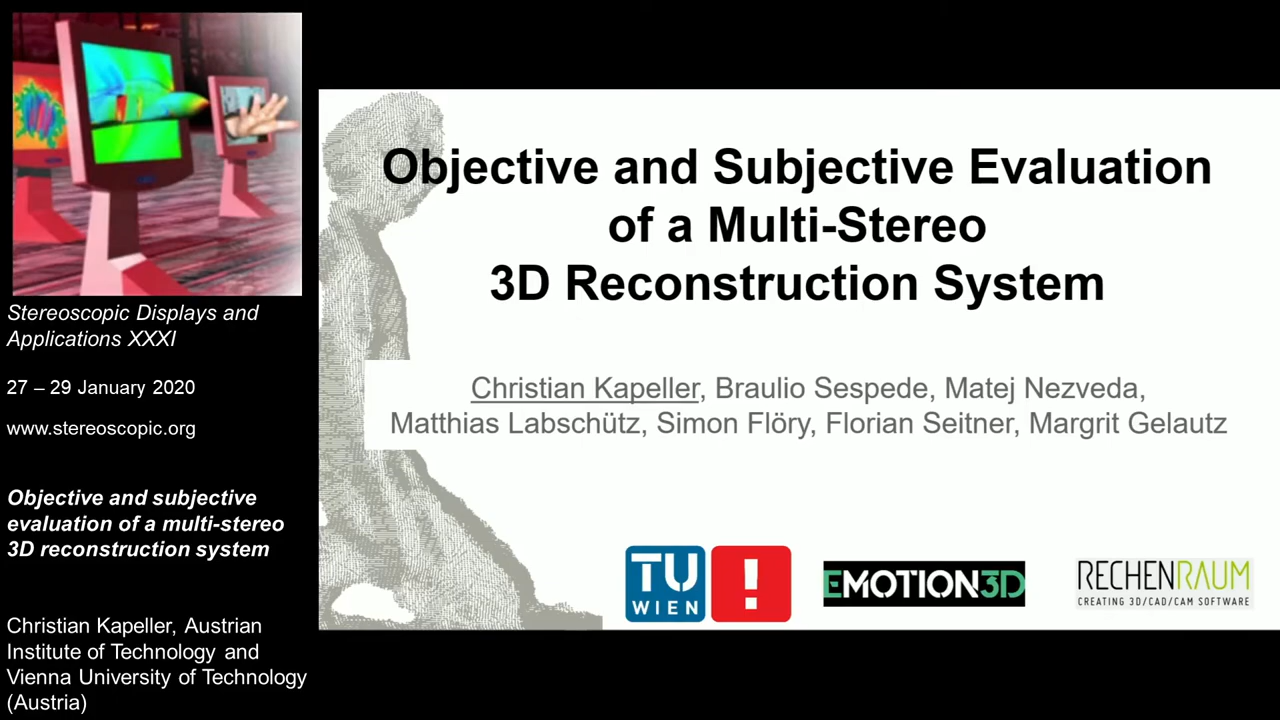 Stereoscopic Displays and
Applications XXXI
27 – 29 January 2020
www.stereoscopic.org
Objective and subjective
evaluation of a multi-stereo
3D reconstruction system
Christian Kapeller, Austrian
Institute of Technology and
Vienna University of Technology
(Austria)
Objective and Subjective Evaluation
of a Multi-Stereo
3D Reconstruction System
Christian Kapeller, Braulio Sespede, Matej Nezveda,
Matthias Labschütz, Simon Flöry, Florian Seitner, Margrit Gelautz
TU
WIEN
!
EMOTION3D
RECHENRAUM
CREATING 3D/CAD/CAM SOFTWARE